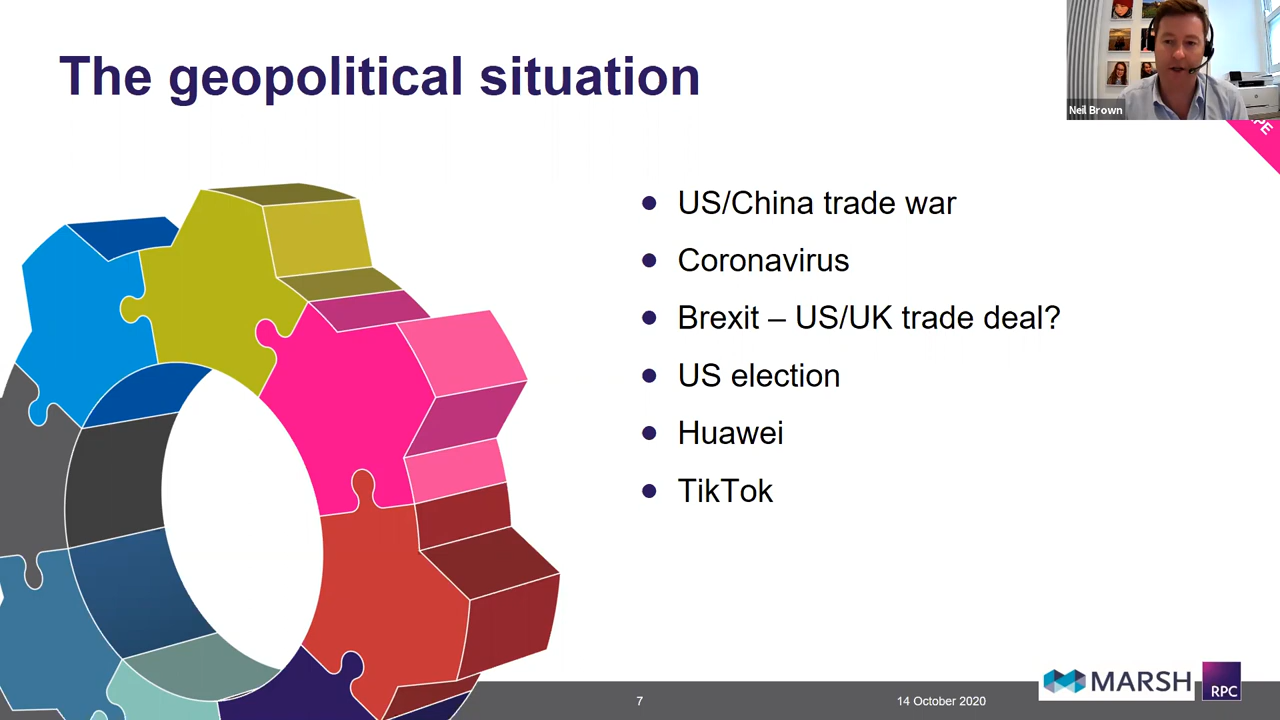 The geopolitical situation
Neil Brown
PE
US/China trade war
Coronavirus
Brexit – US/UK trade deal?
US election
Huawei
TikTok
7
14 October 2020
MARSH
RPC